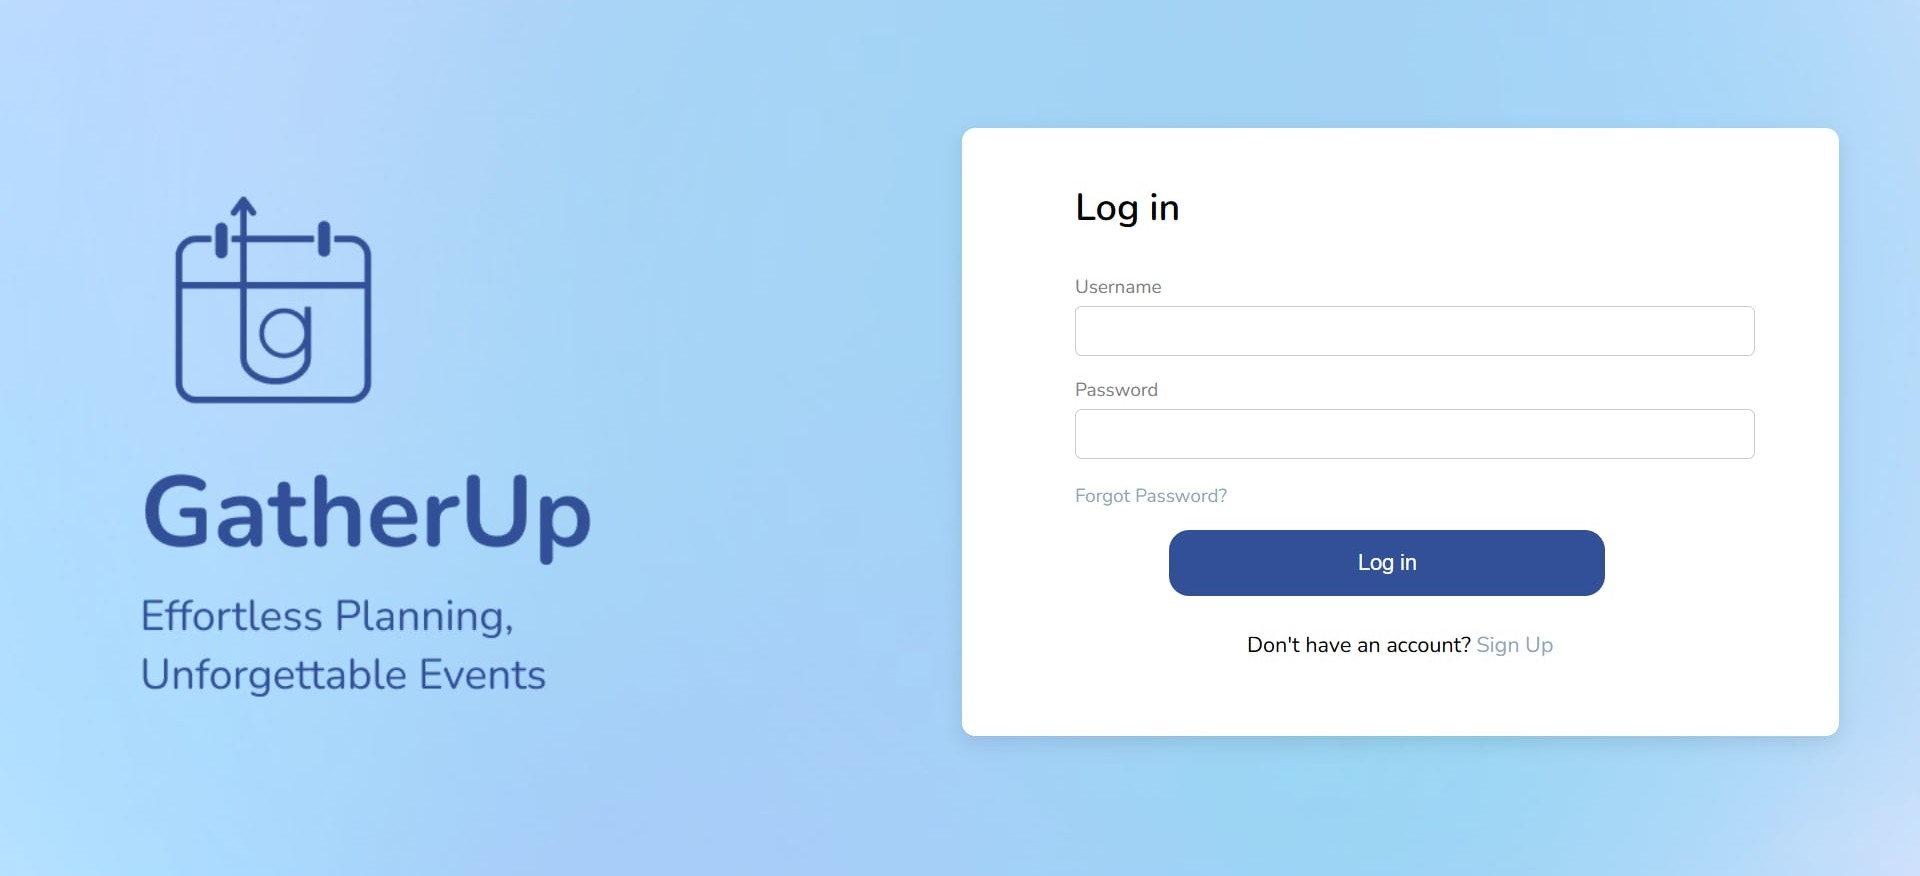 g
GatherUp
Effortless Planning,
Unforgettable Events
Log in
Username
Password
Forgot Password?
Log in
Don't have an account? Sign Up